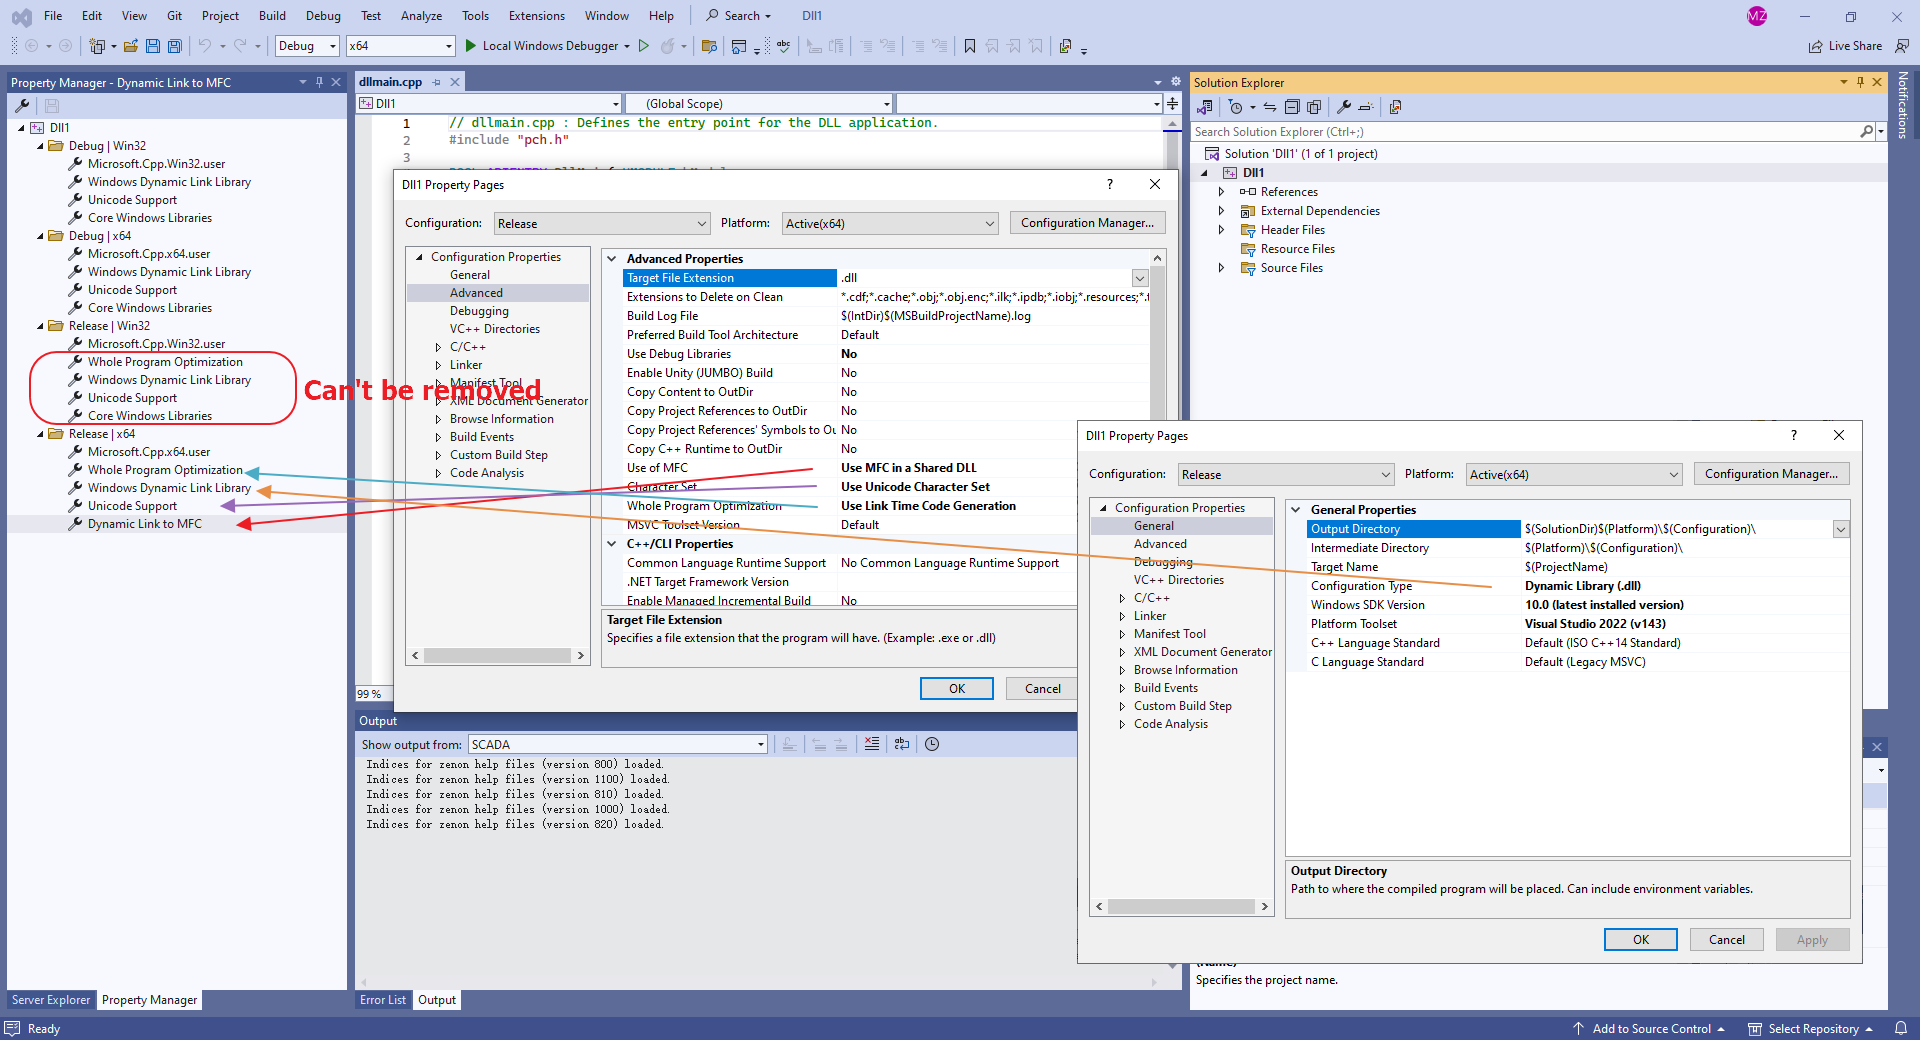 File Edit View Git Project Build Debug Test Analyze Tools Extensions Window Help Search Dll1 MZ
Debug x64 Local Windows Debugger Live Share
Property Manager - Dynamic Link to MFC
Dll1
Debug | Win32
Microsoft.Cpp.Win32.user
Windows Dynamic Link Library
Unicode Support
Core Windows Libraries
Debug | x64
Microsoft.Cpp.x64.user
Windows Dynamic Link Library
Unicode Support
Core Windows Libraries
Release | Win32
Microsoft.Cpp.Win32.user
Whole Program Optimization
Windows Dynamic Link Library
Unicode Support
Core Windows Libraries
Can't be removed
Release | x64
Microsoft.Cpp.x64.user
Whole Program Optimization
Windows Dynamic Link Library
Unicode Support
Dynamic Link to MFC
Server Explorer Property Manager
dllmain.cpp
Dll1 (Global Scope)
1 // dllmain.cpp : Defines the entry point for the DLL application.
2 #include "pch.h"
3
99 %
Dll1 Property Pages ?
Configuration: Release Platform: Active(x64) Configuration Manager...
Configuration Properties
General
Advanced
Debugging
VC++ Directories
C/C++
Linker
Manifest Tool
XML Document Generator
Browse Information
Build Events
Custom Build Step
Code Analysis
Advanced Properties
Target File Extension .dll
Extensions to Delete on Clean *.cdf;*.cache;*.obj;*.obj.enc;*.ilk;*.ipdb;*.iobj;*.resources;*.
Build Log File $(IntDir)$(MSBuildProjectName).log
Preferred Build Tool Architecture Default
Use Debug Libraries No
Enable Unity (JUMBO) Build No
Copy Content to OutDir No
Copy Project References to OutDir No
Copy Project References' Symbols to Ou No
Copy C++ Runtime to OutDir No
Use of MFC Use MFC in a Shared DLL
Character Set Use Unicode Character Set
Whole Program Optimization Use Link Time Code Generation
MSVC Toolset Version Default
C++/CLI Properties
Common Language Runtime Support No Common Language Runtime Support
.NET Target Framework Version
Enable Managed Incremental Build No
Target File Extension
Specifies a file extension that the program will have. (Example: .exe or .dll)
OK Cancel
Output
Show output from: SCADA
Indices for zenon help files (version 800) loaded.
Indices for zenon help files (version 1100) loaded.
Indices for zenon help files (version 810) loaded.
Indices for zenon help files (version 1000) loaded.
Indices for zenon help files (version 820) loaded.
Error List Output
Solution Explorer
Search Solution Explorer (Ctrl+;)
Solution 'Dll1' (1 of 1 project)
Dll1
References
External Dependencies
Header Files
Resource Files
Source Files
Notifications
Dll1 Property Pages ?
Configuration: Release Platform: Active(x64) Configuration Manager...
Configuration Properties
General
Advanced
Debugging
VC++ Directories
C/C++
Linker
Manifest Tool
XML Document Generator
Browse Information
Build Events
Custom Build Step
Code Analysis
General Properties
Output Directory $(SolutionDir)$(Platform)\$(Configuration)\
Intermediate Directory $(Platform)\$(Configuration)\
Target Name $(ProjectName)
Configuration Type Dynamic Library (.dll)
Windows SDK Version 10.0 (latest installed version)
Platform Toolset Visual Studio 2022 (v143)
C++ Language Standard Default (ISO C++14 Standard)
C Language Standard Default (Legacy MSVC)
Output Directory
Path to where the compiled program will be placed. Can include environment variables.
OK Cancel Apply
Specifies the project name.
Ready Add to Source Control Select Repository